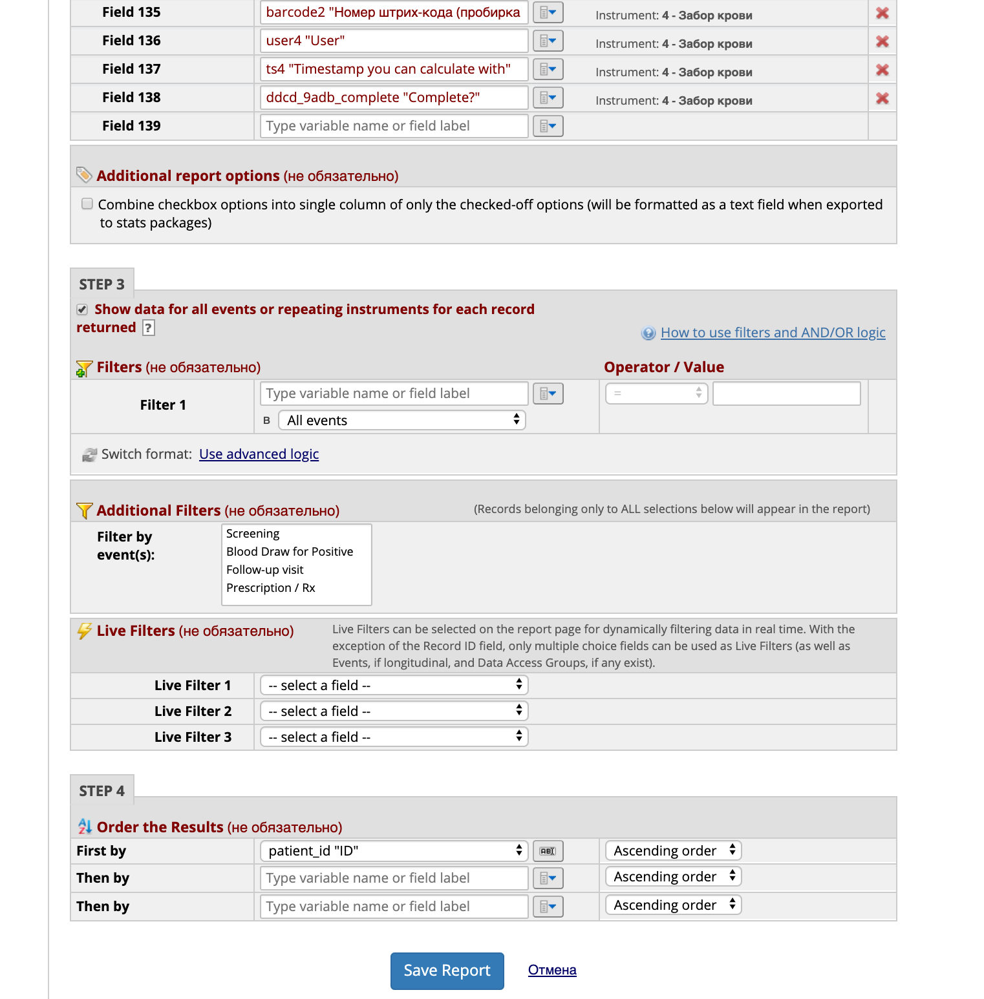 Field 135 barcode2 "Номер штрих-кода (пробирка Instrument: 4 - Забор крови
Field 136 user4 "User" Instrument: 4 - Забор крови
Field 137 ts4 "Timestamp you can calculate with" Instrument: 4 - Забор крови
Field 138 ddcd_9adb_complete "Complete?" Instrument: 4 - Забор крови
Field 139 Type variable name or field label
Additional report options (не обязательно)
Combine checkbox options into single column of only the checked-off options (will be formatted as a text field when exported
to stats packages)
STEP 3
Show data for all events or repeating instruments for each record
returned ?
How to use filters and AND/OR logic
Filters (не обязательно) Operator / Value
Type variable name or field label =
Filter 1
В All events
Switch format: Use advanced logic
Additional Filters (не обязательно) (Records belonging only to ALL selections below will appear in the report)
Filter by
event(s):
Screening
Blood Draw for Positive
Follow-up visit
Prescription / Rx
Live Filters (не обязательно)
Live Filters can be selected on the report page for dynamically filtering data in real time. With the
exception of the Record ID field, only multiple choice fields can be used as Live Filters (as well as
Events, if longitudinal, and Data Access Groups, if any exist).
Live Filter 1 -- select a field --
Live Filter 2 -- select a field --
Live Filter 3 -- select a field --
STEP 4
Order the Results (не обязательно)
First by patient_id "ID" ABI Ascending order
Then by Type variable name or field label Ascending order
Then by Type variable name or field label Ascending order
Save Report Отмена